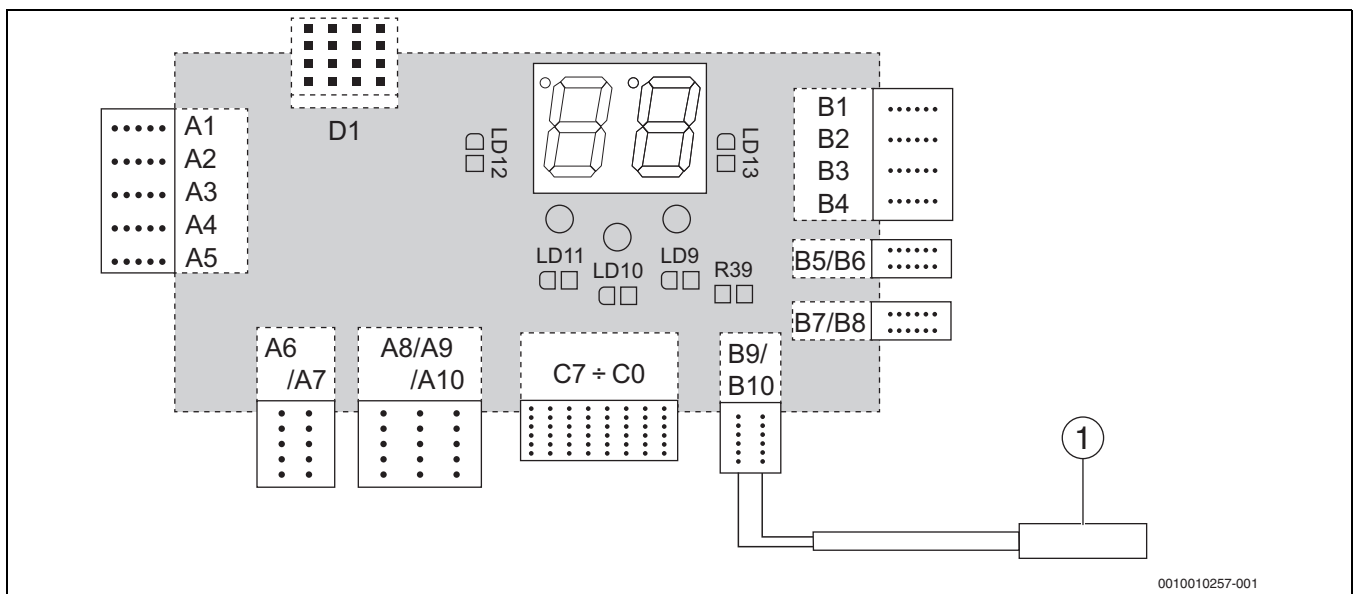 D1
A1
A2
A3
A4
A5
LD12
LD13
B1
B2
B3
B4
LD11
LD10
LD9
R39
B5/B6
B7/B8
A6
/A7
A8/A9
/A10
C7 ÷ C0
B9/
B10
1
0010010257-001